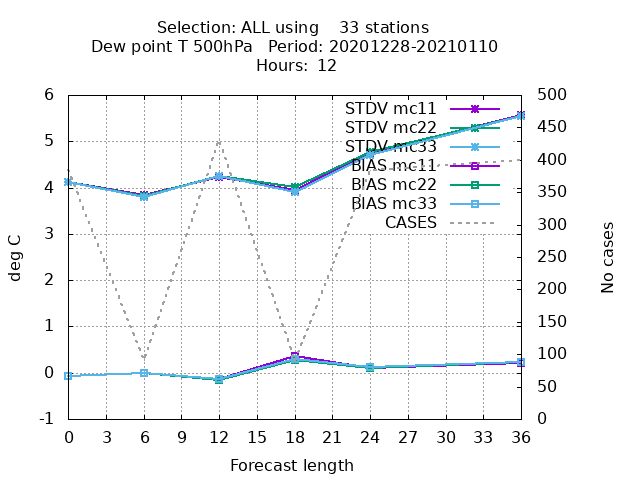 Selection: ALL using    33 stations
Dew point T 500hPa   Period: 20201228-20210110
Hours: 12
STDV mc11
STDV mc22
STDV mc33
BIAS mc11
BIAS mc22
BIAS mc33
CASES
deg C
6
5
4
3
2
1
0
-1
500
450
400
350
300
250
200
150
100
50
0
No cases
0 3 6 9 12 15 18 21 24 27 30 33 36
Forecast length